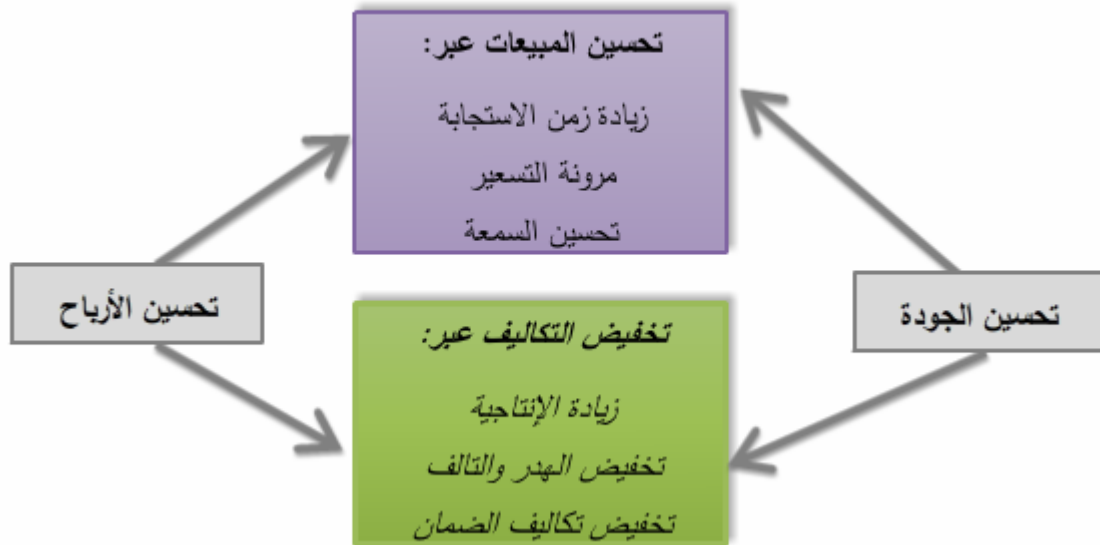 تحسين المبيعات عبر:
زيادة زمن الاستجابة
مرونة التسعير
تحسين السمعة
تحسين الجودة
تحسين الأرباح
تخفيض التكاليف عبر:
زيادة الإنتاجية
تخفيض الهدر والتالف
تخفيض تكاليف الضمان